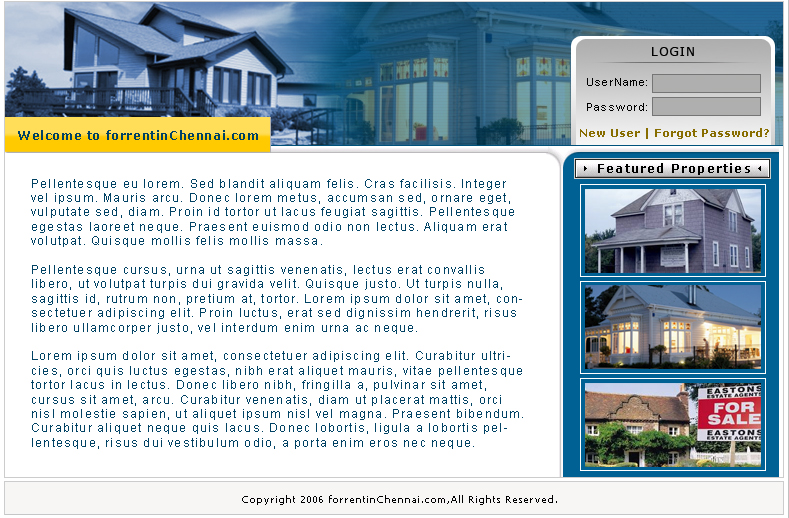 LOGIN
UserName:
Password:
New User | Forgot Password?
Welcome to forrentinChennai.com
Pellentesque eu lorem. Sed blandit aliquam felis. Cras facilisis. Integer
vel ipsum. Mauris arcu. Donec lorem metus, accumsan sed, ornare eget,
vulputate sed, diam. Proin id tortor ut lacus feugiat sagittis. Pellentesque
egestas laoreet neque. Praesent euismod odio non lectus. Aliquam erat
volutpat. Quisque mollis felis mollis massa.
Pellentesque cursus, urna ut sagittis venenatis, lectus erat convallis
libero, ut volutpat turpis dui gravida velit. Quisque justo. Ut turpis nulla,
sagittis id, rutrum non, pretium at, tortor. Lorem ipsum dolor sit amet, con-
sectetuer adipiscing elit. Proin luctus, erat sed dignissim hendrerit, risus
libero ullamcorper justo, vel interdum enim urna ac neque.
Lorem ipsum dolor sit amet, consectetuer adipiscing elit. Curabitur ultri-
cies, orci quis luctus egestas, nibh erat aliquet mauris, vitae pellentesque
tortor lacus in lectus. Donec libero nibh, fringilla a, pulvinar sit amet,
cursus sit amet, arcu. Curabitur venenatis, diam ut placerat mattis, orci
nisl molestie sapien, ut aliquet ipsum nisl vel magna. Praesent bibendum.
Curabitur aliquet neque quis lacus. Donec lobortis, ligula a lobortis pel-
lentesque, risus dui vestibulum odio, a porta enim eros nec neque.
Featured Properties
EASTONS
ESTATE AGENTS
FOR
SALE
EASTONS
ESTATE AGENTS
Copyright 2006 forrentinChennai.com,All Rights Reserved.